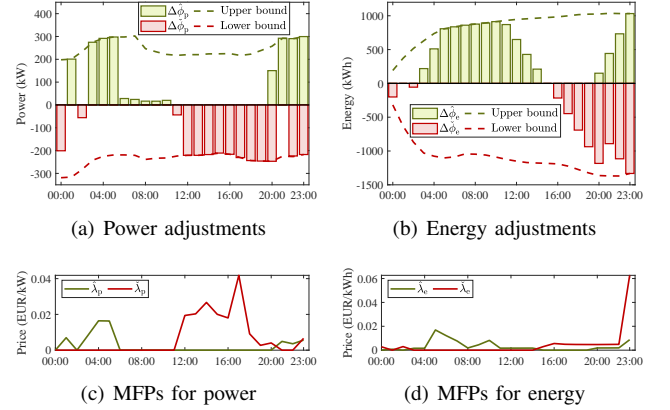 400
300
200
100
0
-100
-200
-300
Power (kW)
Δϕ̂p Upper bound
Δϕ̌p Lower bound
00:00 04:00 08:00 12:00 16:00 20:00 23:00
(a) Power adjustments
1000
500
0
-500
-1000
-1500
Energy (kWh)
Δϕ̂e Upper bound
Δϕ̌e Lower bound
00:00 04:00 08:00 12:00 16:00 20:00 23:00
(b) Energy adjustments
0.04
0.02
0
Price (EUR/kW)
λ̂p λ̌p
00:00 04:00 08:00 12:00 16:00 20:00 23:00
(c) MFPs for power
0.06
0.04
0.02
0
Price (EUR/kWh)
λ̂e λ̌e
00:00 04:00 08:00 12:00 16:00 20:00 23:00
(d) MFPs for energy